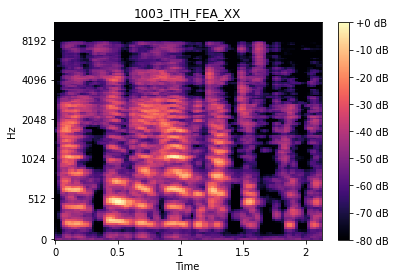 1003_ITH_FEA_XX
+0 dB
8192
-10 dB
4096
-20 dB
-30 dB
Hz
2048
-40 dB
1024
-50 dB
512
-60 dB
-70 dB
0
-80 dB
0
0.5
1
1.5
2
Time